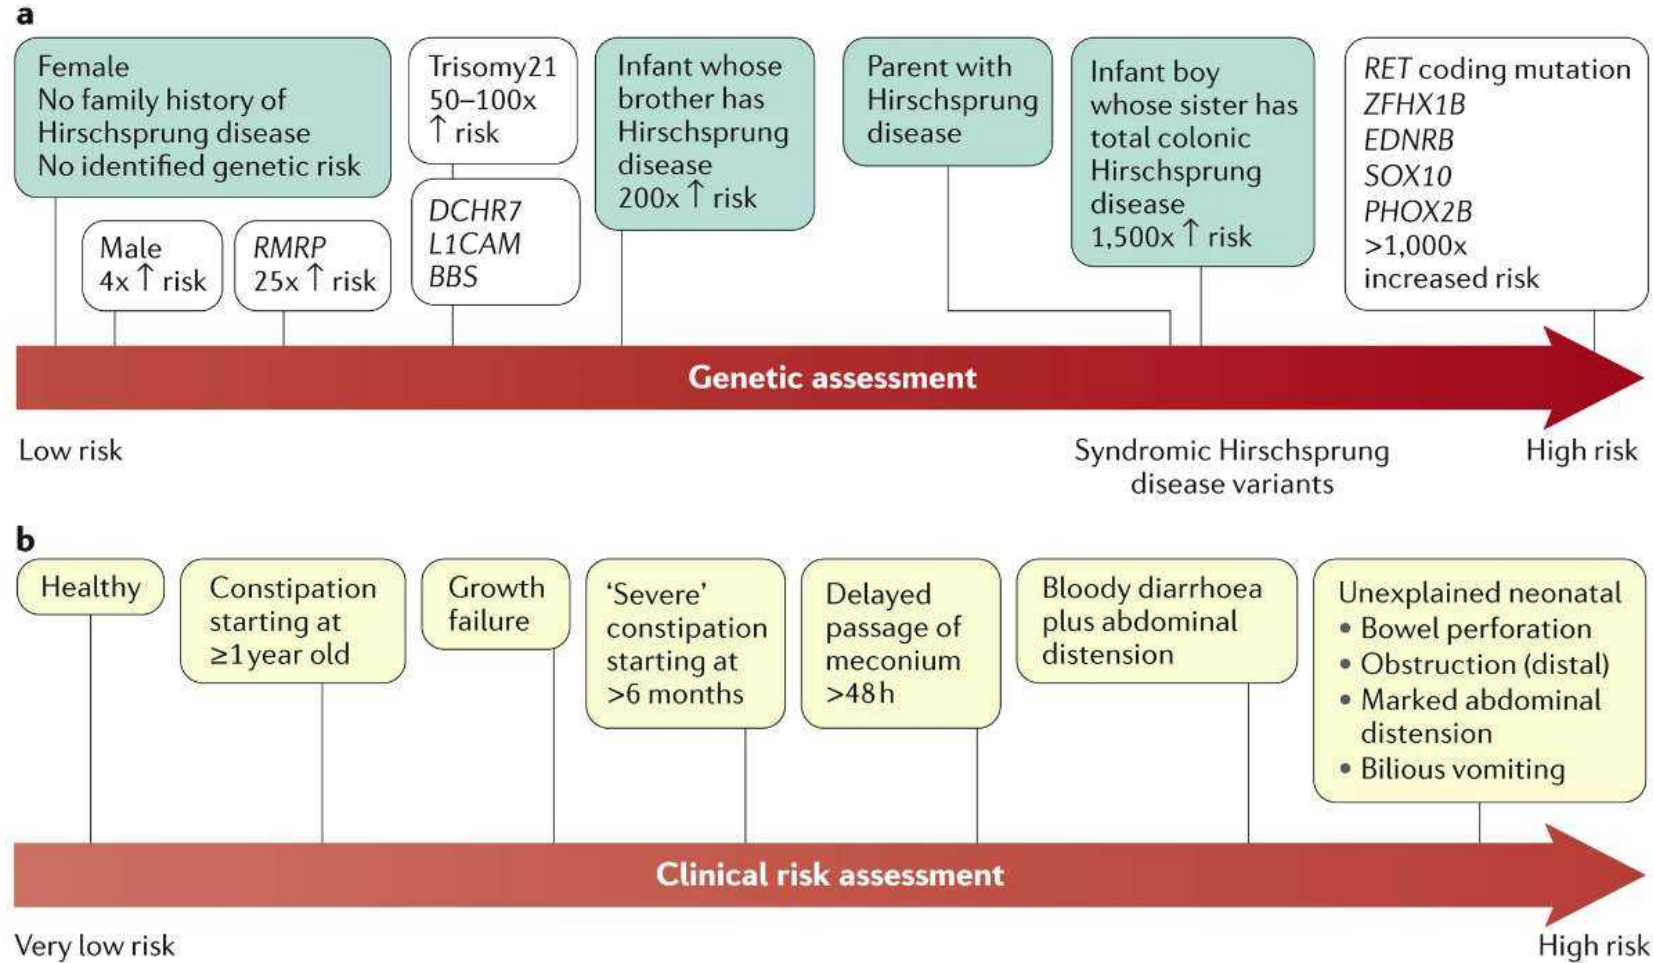 a
Female
No family history of
Hirschsprung disease
No identified genetic risk
Male
4x ↑ risk
RMRP
25x ↑ risk
Trisomy21
50–100x
↑ risk
DCHR7
L1CAM
BBS
Infant whose
brother has
Hirschsprung
disease
200x ↑ risk
Parent with
Hirschsprung
disease
Infant boy
whose sister has
total colonic
Hirschsprung
disease
1,500x ↑ risk
RET coding mutation
ZFHX1B
EDNRB
SOX10
PHOX2B
>1,000x
increased risk
Genetic assessment
Low risk
Syndromic Hirschsprung
disease variants
High risk
b
Healthy
Constipation
starting at
≥1 year old
Growth
failure
‘Severe’
constipation
starting at
>6 months
Delayed
passage of
meconium
>48 h
Bloody diarrhoea
plus abdominal
distension
Unexplained neonatal
• Bowel perforation
• Obstruction (distal)
• Marked abdominal
distension
• Bilious vomiting
Clinical risk assessment
Very low risk
High risk